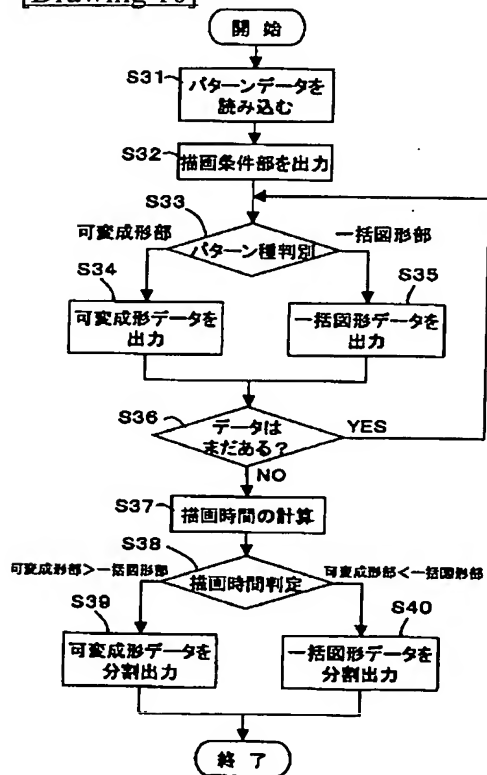 [Drawing 10]
開 始
S31
パターンデータを
読み込む
S32
描画条件部を出力
S33
可変成形部
パターン種判別
一括図形部
S34
可変成形データを
出力
S35
一括図形データを
出力
S36
データは
まだある?
YES
NO
S37
描画時間の計算
S38
可変成形部>一括図形部
描画時間判定
可変成形部<一括図形部
S39
可変成形データを
分割出力
S40
一括図形データを
分割出力
終 了